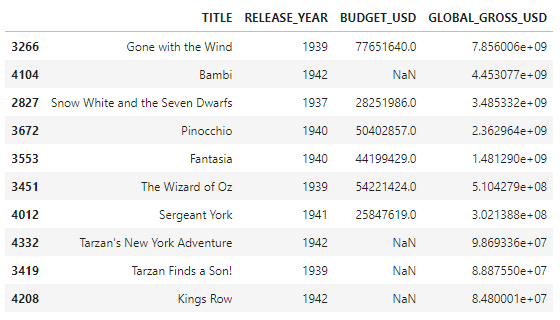 TITLE RELEASE_YEAR BUDGET_USD GLOBAL_GROSS_USD
3266 Gone with the Wind 1939 77651640.0 7.856006e+09
4104 Bambi 1942 NaN 4.453077e+09
2827 Snow White and the Seven Dwarfs 1937 28251986.0 3.485332e+09
3672 Pinocchio 1940 50402857.0 2.362964e+09
3553 Fantasia 1940 44199429.0 1.481290e+09
3451 The Wizard of Oz 1939 54221424.0 5.104279e+08
4012 Sergeant York 1941 25847619.0 3.021388e+08
4332 Tarzan's New York Adventure 1942 NaN 9.869336e+07
3419 Tarzan Finds a Son! 1939 NaN 8.887550e+07
4208 Kings Row 1942 NaN 8.480001e+07